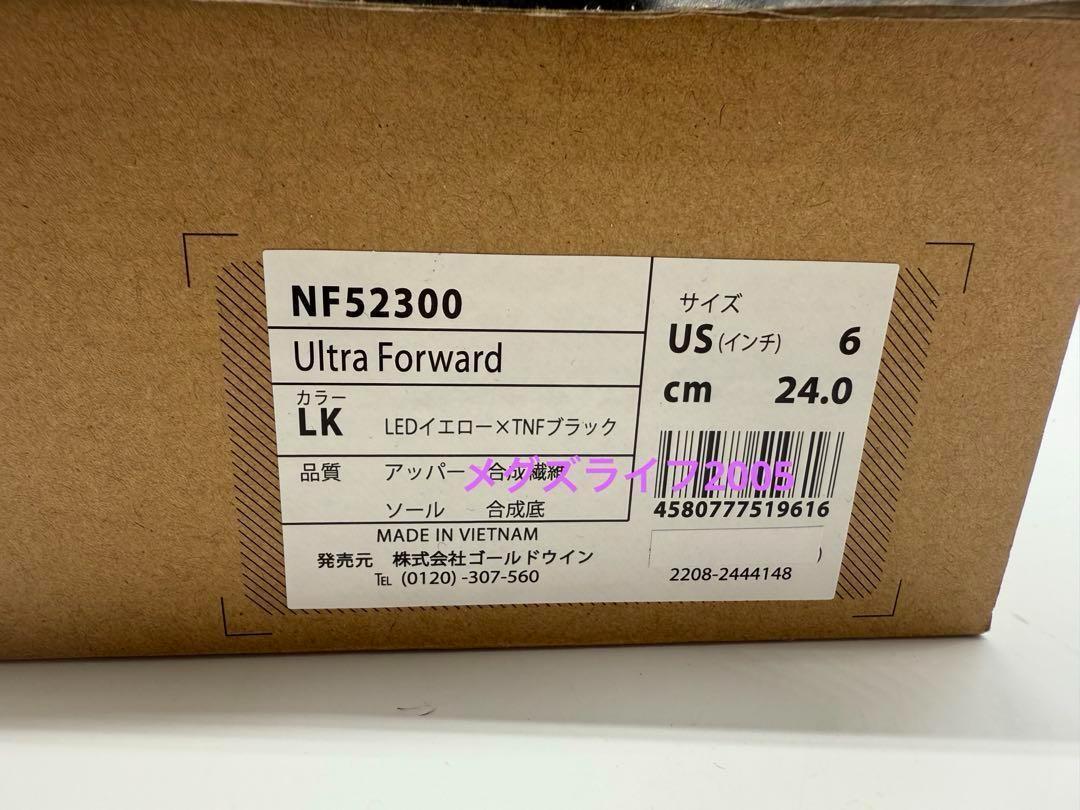 NF52300
Ultra Forward
カラー
LK LEDイエロー×TNFブラック
品質 アッパー 合成繊維
ソール 合成底
MADE IN VIETNAM
発売元 株式会社ゴールドウイン
TEL (0120) -307-560
サイズ
US (インチ) 6
cm 24.0
4580777519616
)
2208-2444148
メグズライフ2005